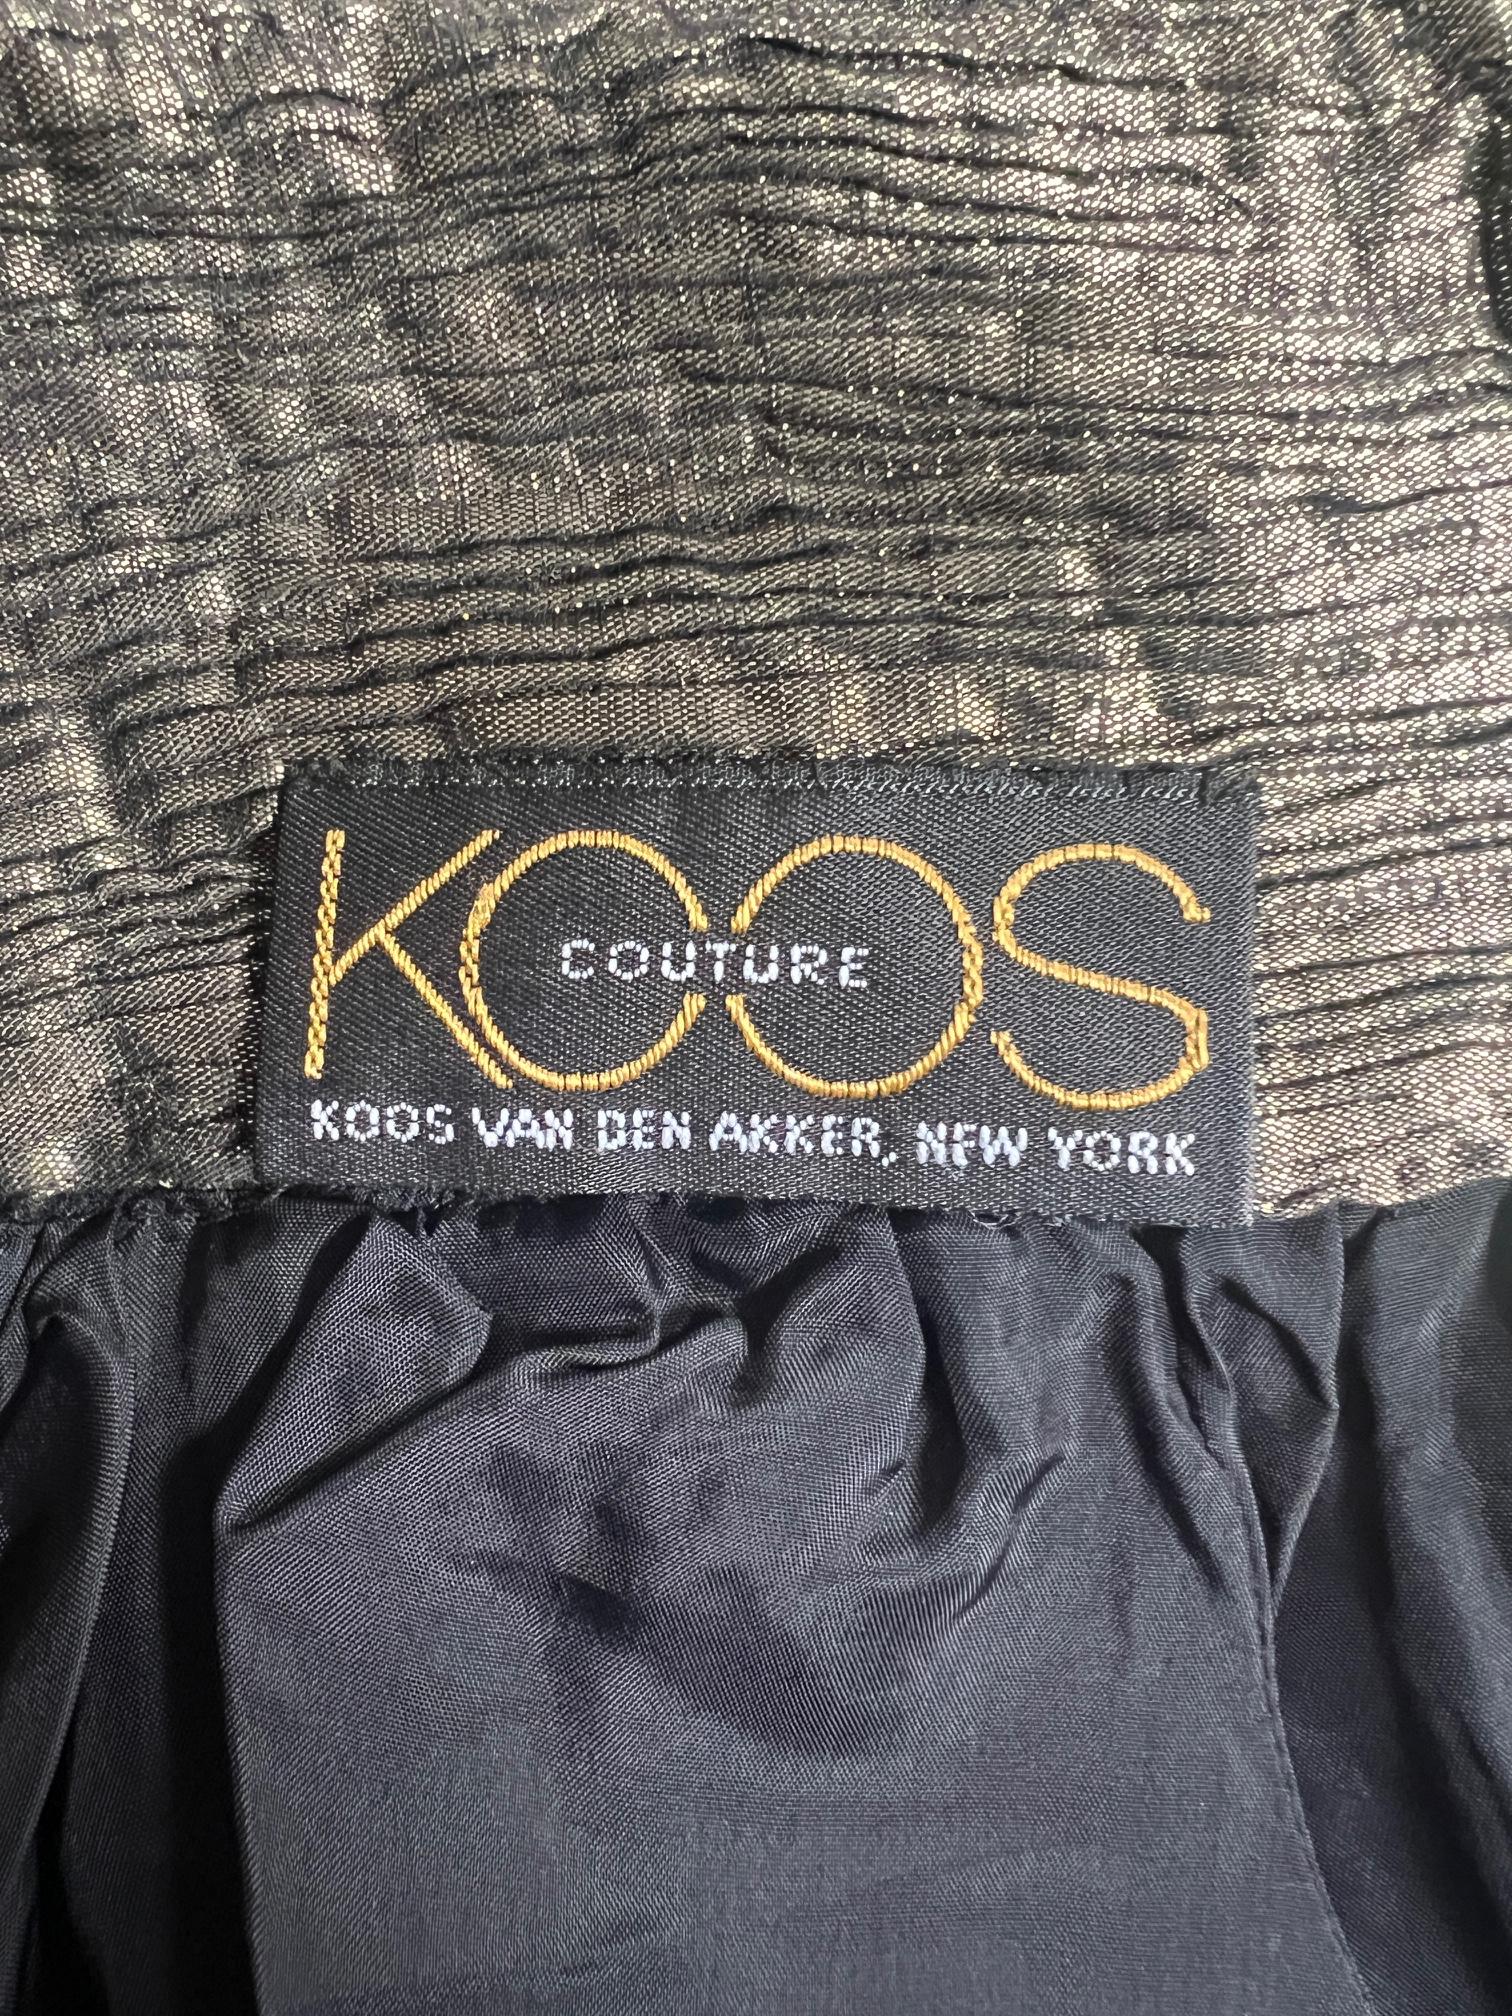 KOOS
COUTURE
KOOS VAN DEN AKKER, NEW YORK